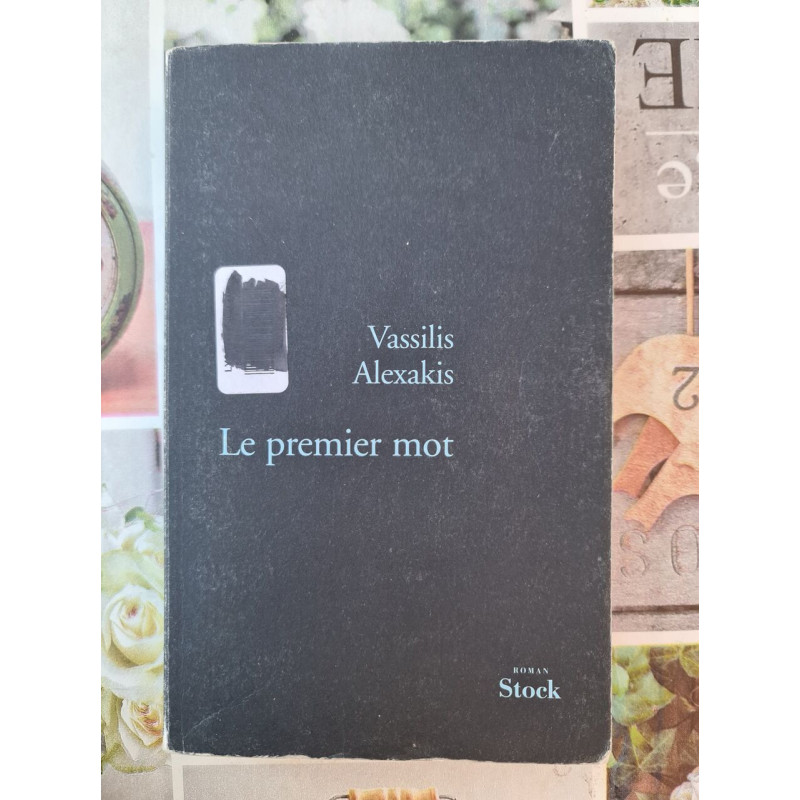 Vassilis
Alexakis
Le premier mot
ROMAN
Stock